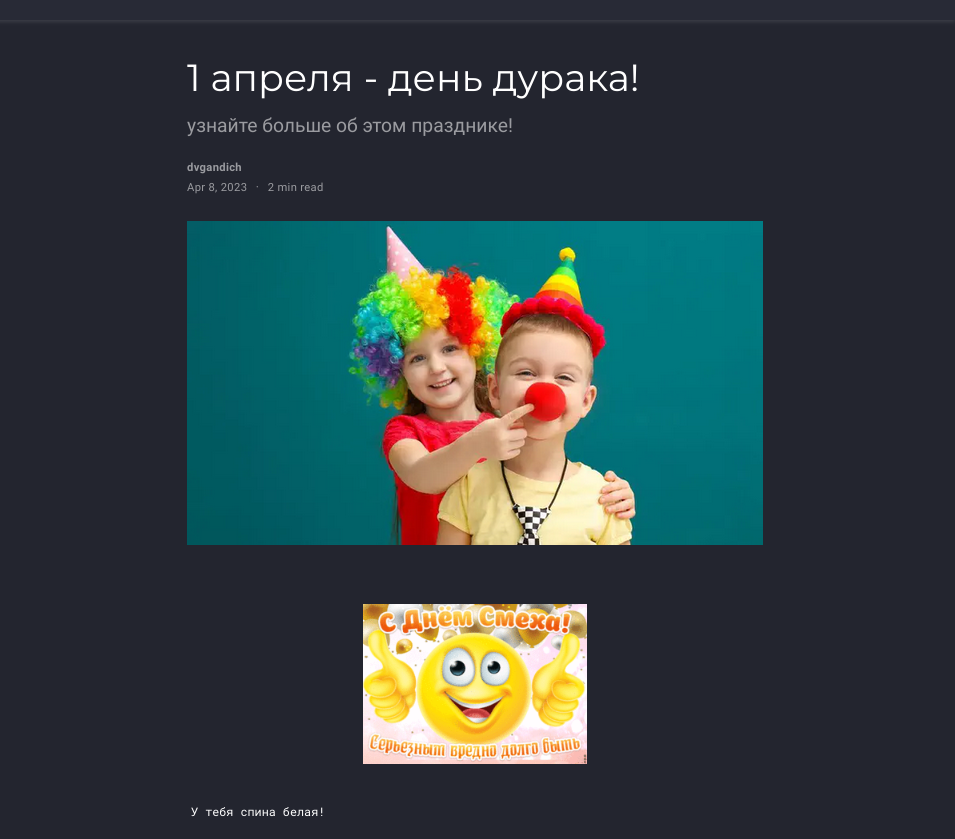 1 апреля - день дурака!
узнайте больше об этом празднике!
dvgandich
Apr 8, 2023 · 2 min read
С Днём Смеха!
Серьезным вредно долго быть
У тебя спина белая!